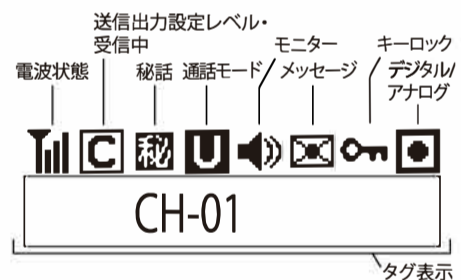 送信出力設定レベル・
受信中
モニター
キーロック
電波状態
秘話
通話モード
メッセージ
デジタル/
アナログ
C
秘
U
CH-01
タグ表示